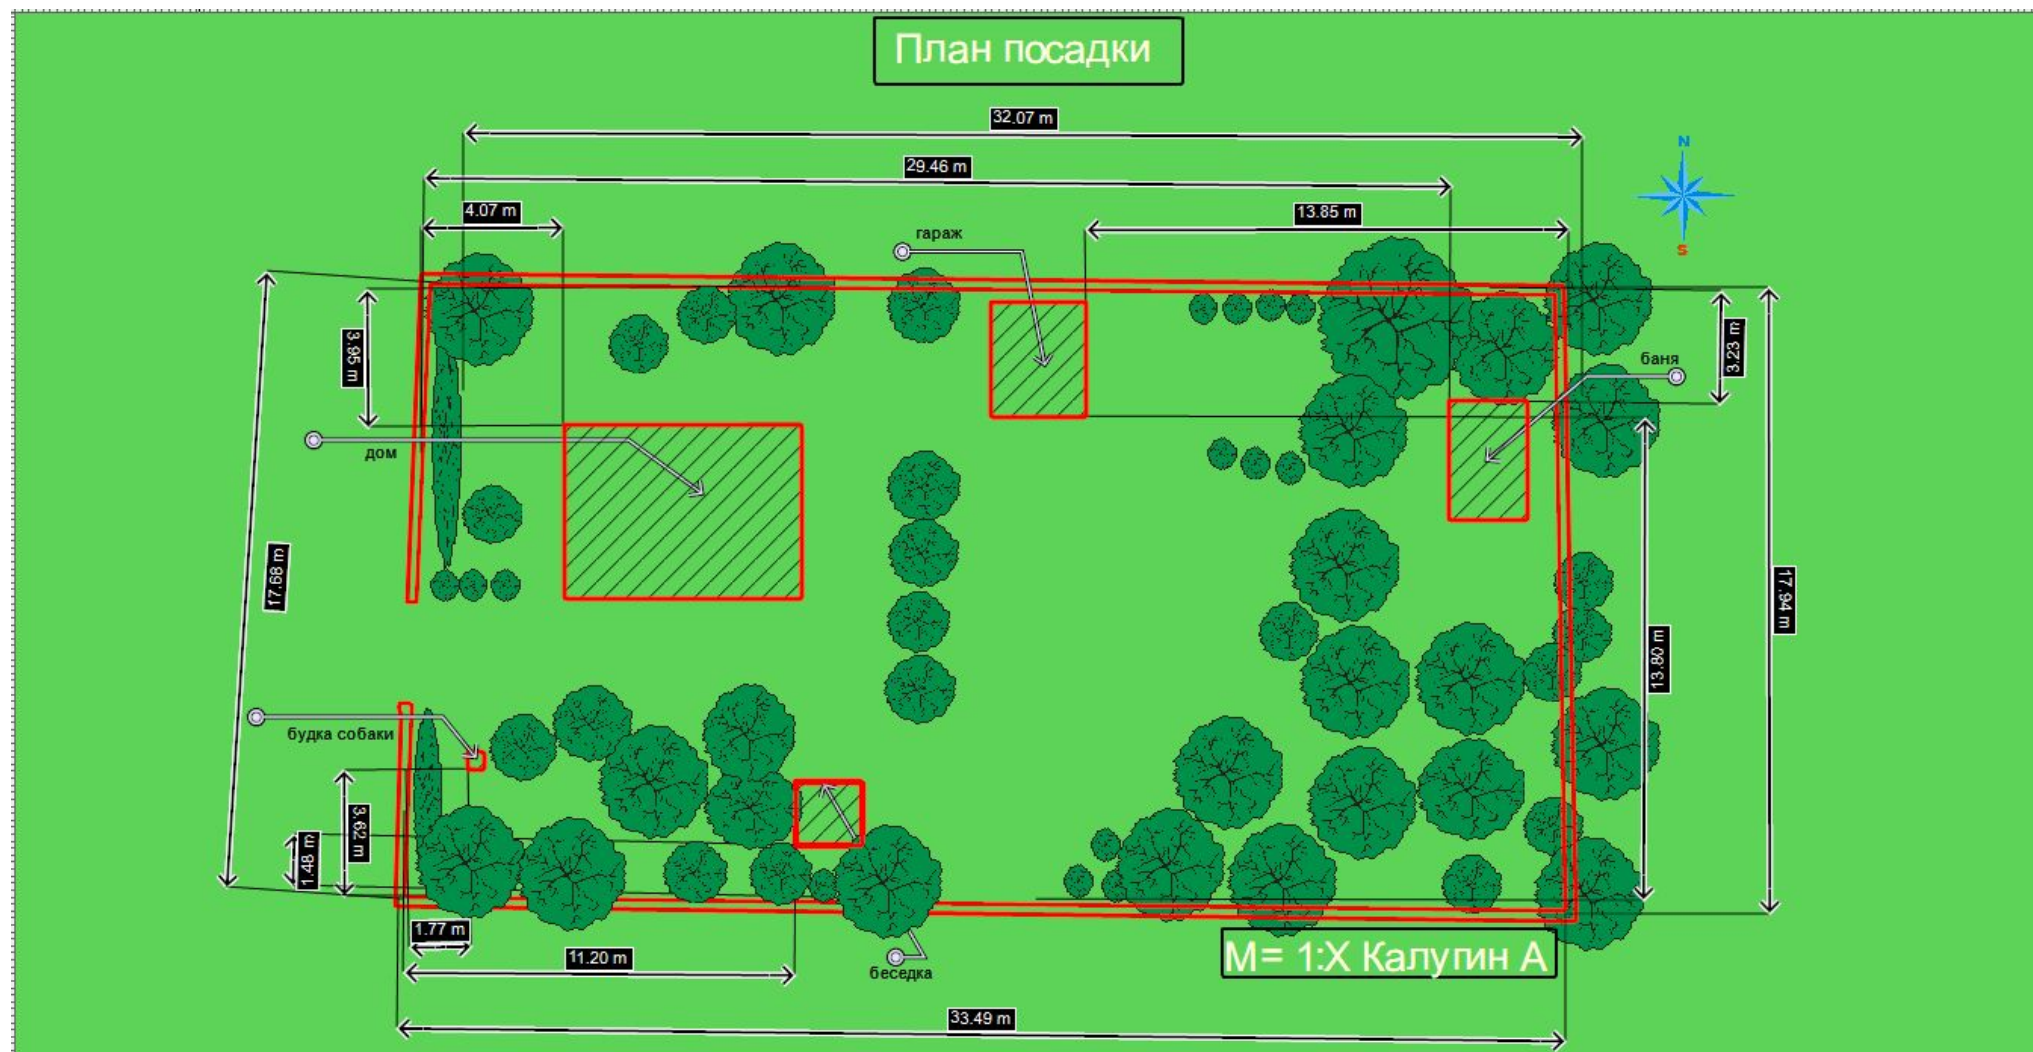 План посадки
32.07 m
29.46 m
4.07 m
13.85 m
N
S
гараж
баня
3.95 m
3.23 m
дом
17.68 m
17.94 m
13.80 m
будка собаки
3.62 m
1.48 m
1.77 m
11.20 m
беседка
М= 1:Х Калугин А
33.49 m